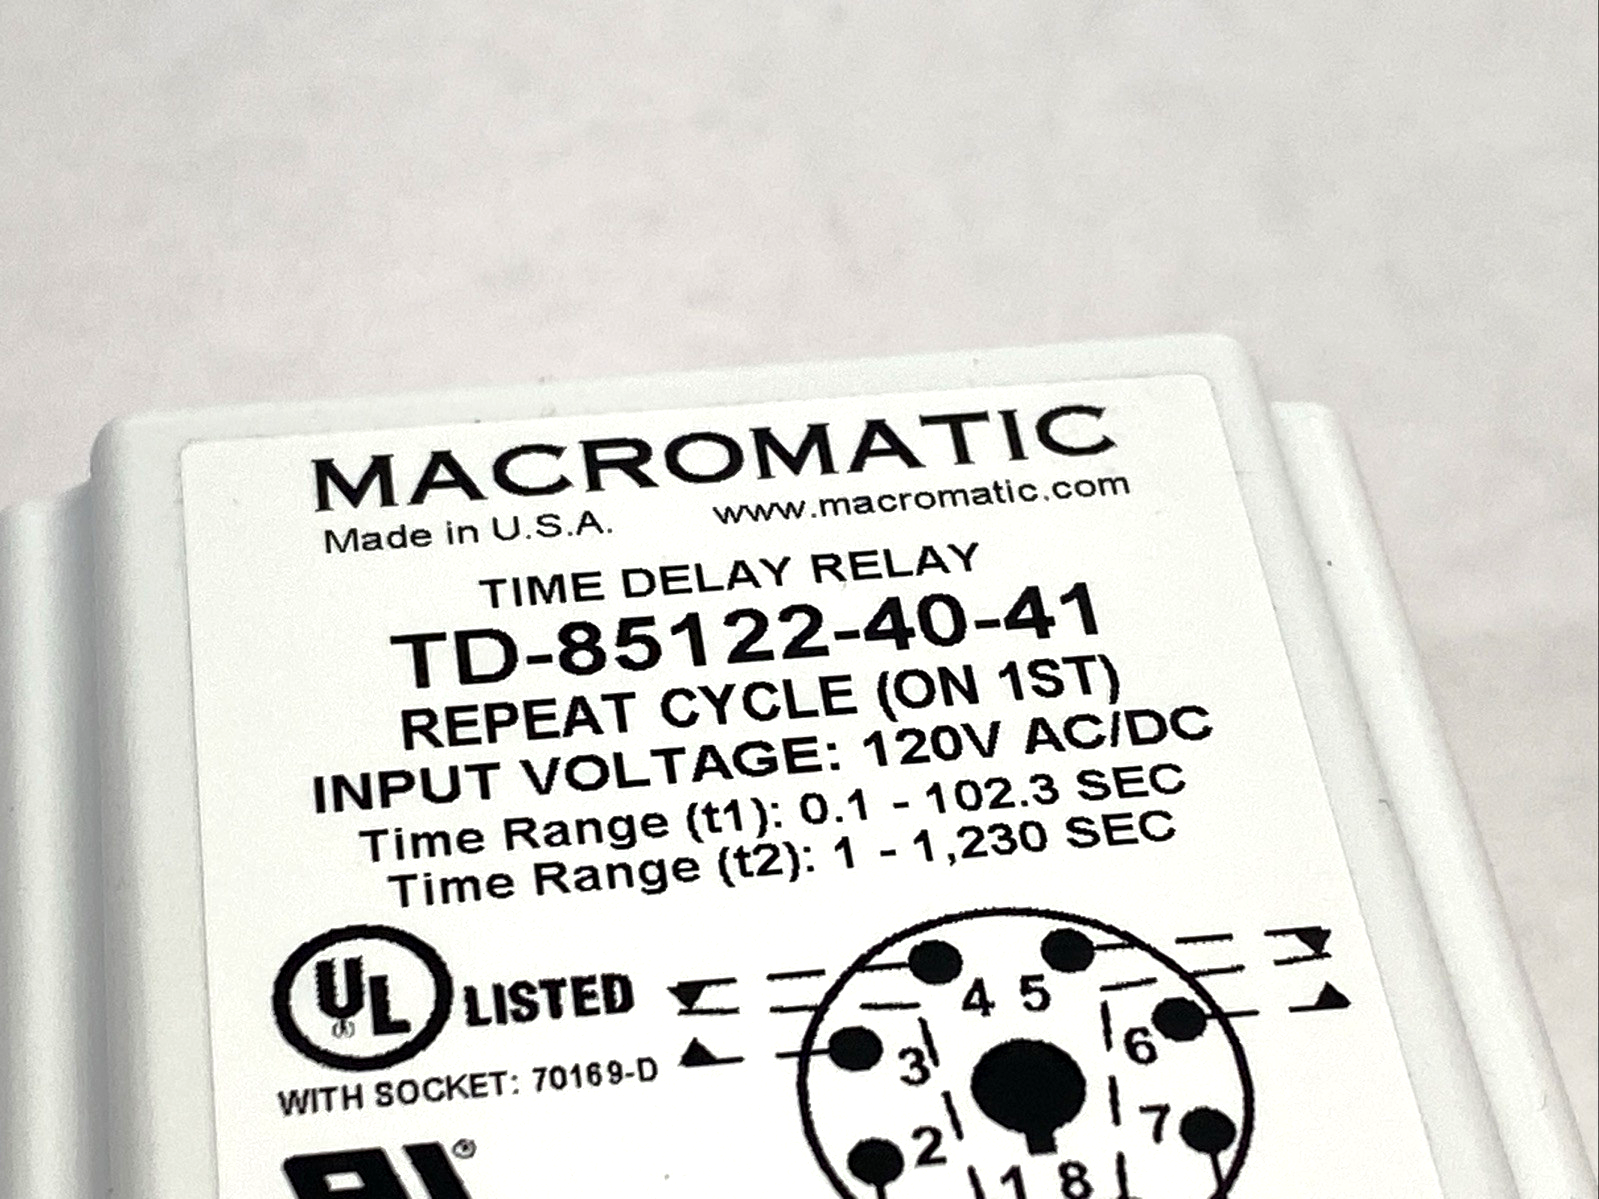 MACROMATIC
Made in U.S.A. www.macromatic.com
TIME DELAY RELAY
TD-85122-40-41
REPEAT CYCLE (ON 1ST)
INPUT VOLTAGE: 120V AC/DC
Time Range (t1): 0.1 - 102.3 SEC
Time Range (t2): 1 - 1,230 SEC
UL LISTED
WITH SOCKET: 70169-D
®
4 5
3 6
2 7
1 8